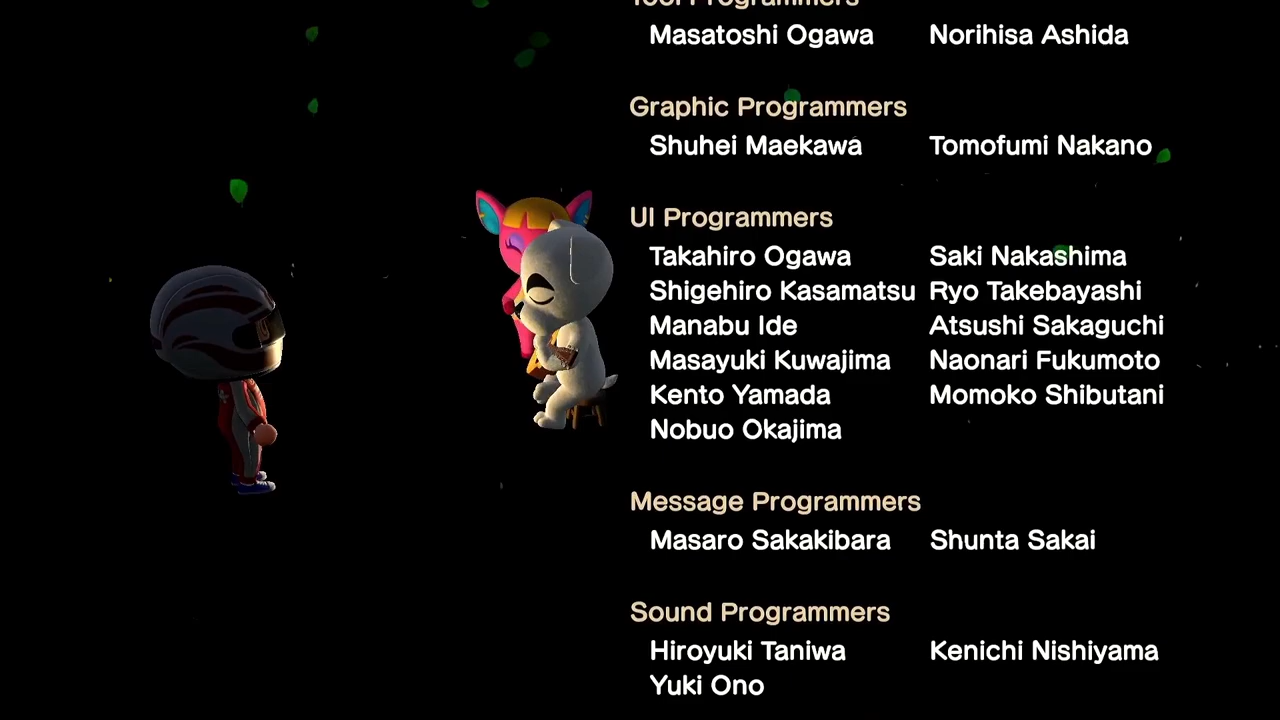 Tool Programmers
Masatoshi Ogawa Norihisa Ashida
Graphic Programmers
Shuhei Maekawa Tomofumi Nakano
UI Programmers
Takahiro Ogawa Saki Nakashima
Shigehiro Kasamatsu Ryo Takebayashi
Manabu Ide Atsushi Sakaguchi
Masayuki Kuwajima Naonari Fukumoto
Kento Yamada Momoko Shibutani
Nobuo Okajima
Message Programmers
Masaro Sakakibara Shunta Sakai
Sound Programmers
Hiroyuki Taniwa Kenichi Nishiyama
Yuki Ono